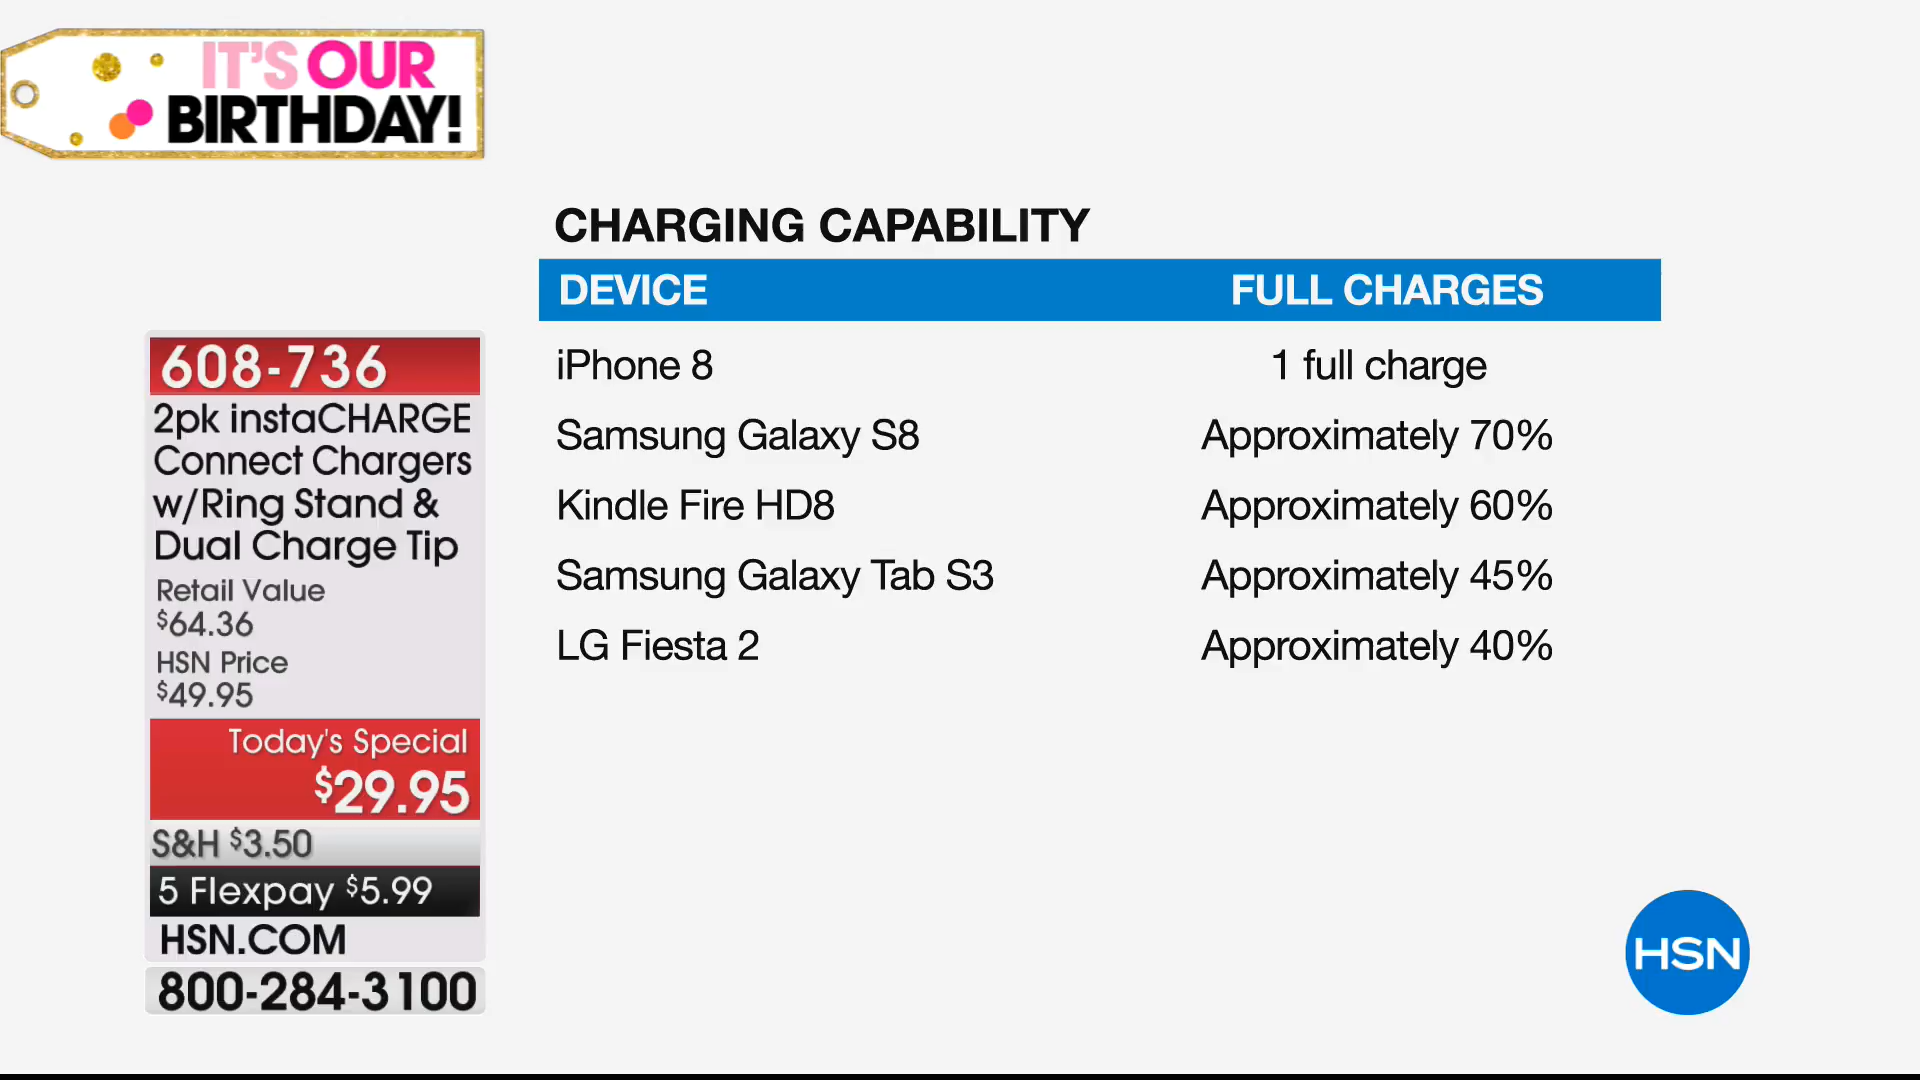 IT'S OUR
BIRTHDAY!
CHARGING CAPABILITY
DEVICE FULL CHARGES
iPhone 8 1 full charge
Samsung Galaxy S8 Approximately 70%
Kindle Fire HD8 Approximately 60%
Samsung Galaxy Tab S3 Approximately 45%
LG Fiesta 2 Approximately 40%
608-736
2pk instaCHARGE
Connect Chargers
w/Ring Stand &
Dual Charge Tip
Retail Value
$64.36
HSN Price
$49.95
Today's Special
$29.95
S&H $3.50
5 Flexpay $5.99
HSN.COM
800-284-3100
HSN